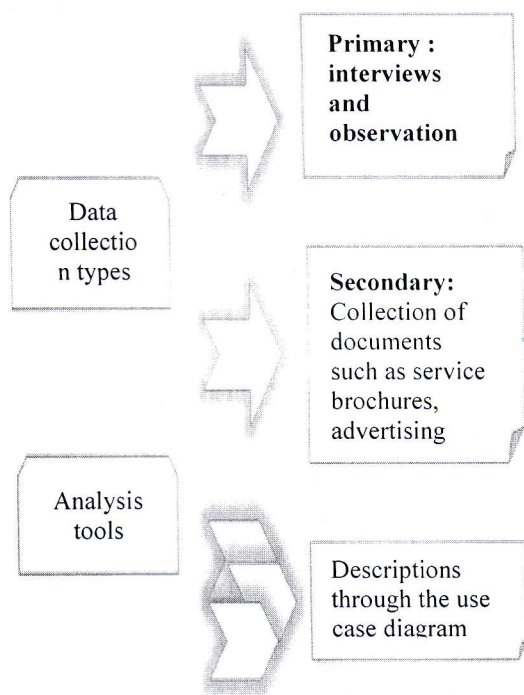 Primary :
interviews
and
observation
Data
collectio
n types
Secondary:
Collection of
documents
such as service
brochures,
advertising
Analysis
tools
Descriptions
through the use
case diagram